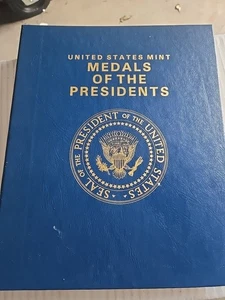 UNITED STATES MINT
MEDALS
OF THE
PRESIDENTS
SEAL OF THE PRESIDENT OF THE UNITED STATES